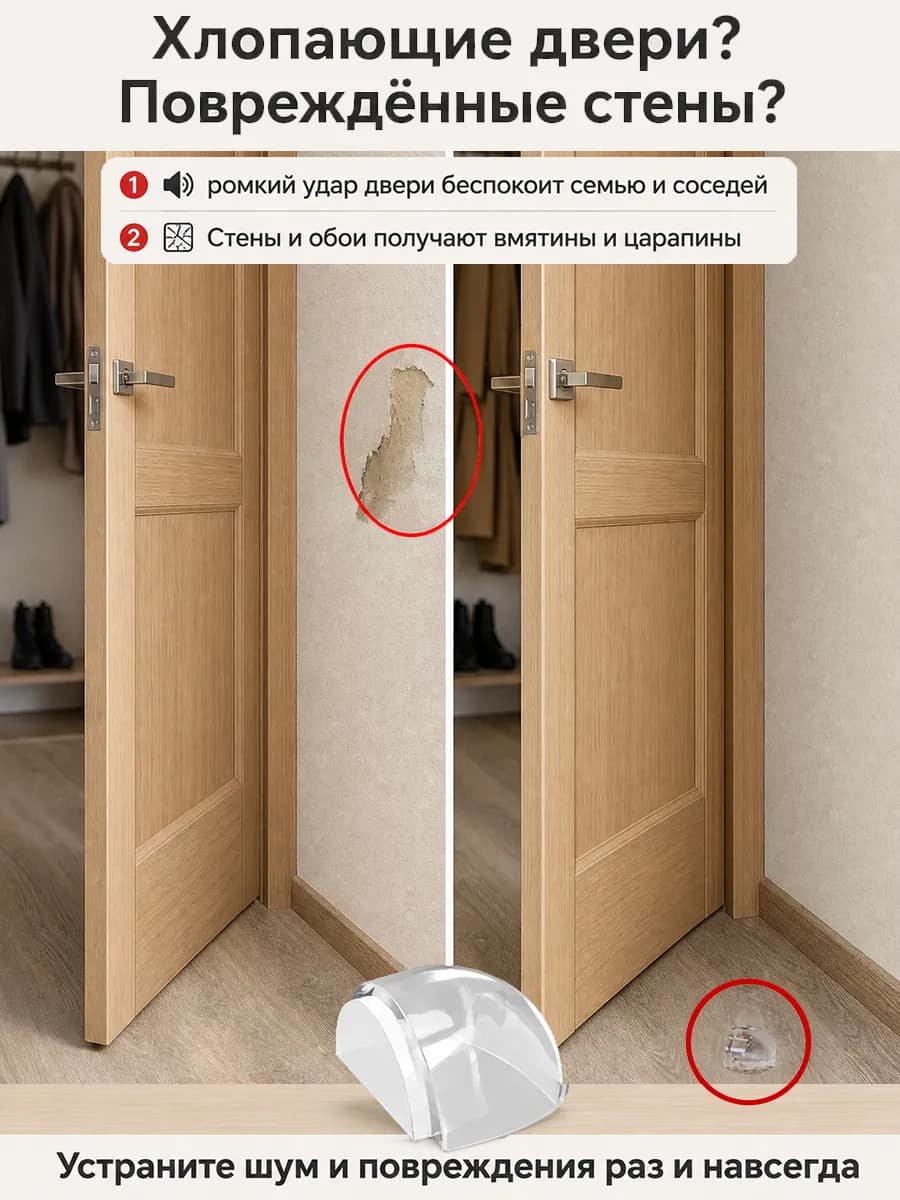 Хлопающие двери?
Повреждённые стены?
1 ромкий удар двери беспокоит семью и соседей
2 Стены и обои получают вмятины и царапины
Устраните шум и повреждения раз и навсегда